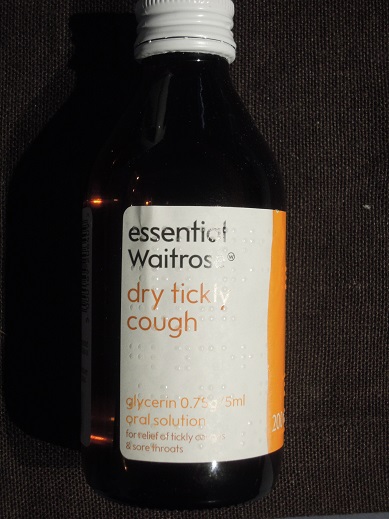 essential
Waitrose
dry tickly
cough
glycerin 0.75g/5ml
oral solution
for relief of tickly coughs
& sore throats